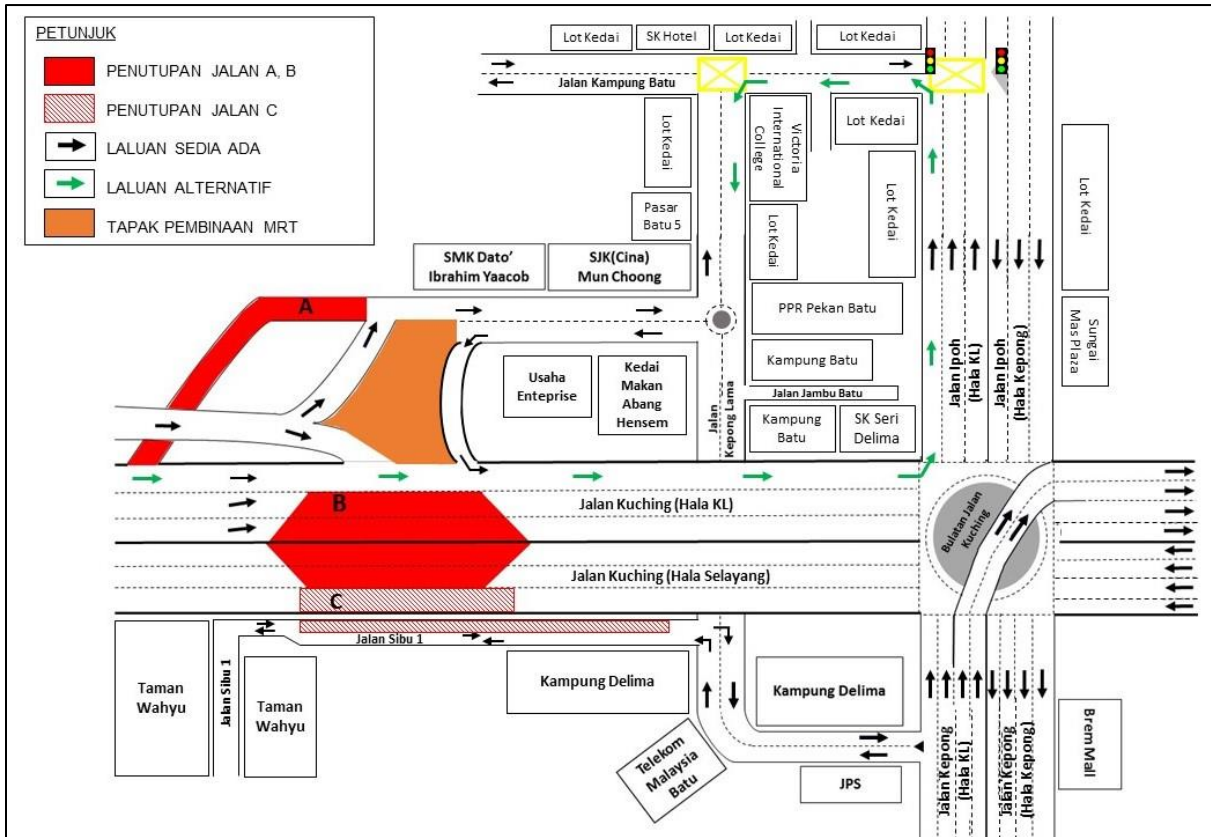 PETUNJUK
PENUTUPAN JALAN A, B
PENUTUPAN JALAN C
LALUAN SEDIA ADA
LALUAN ALTERNATIF
TAPAK PEMBINAAN MRT
Lot Kedai
SK Hotel
Lot Kedai
Lot Kedai
Jalan Kampung Batu
Lot Kedai
Victoria
International
College
Lot Kedai
Lot Kedai
Lot Kedai
Pasar
Batu 5
Lot Kedai
SMK Dato’
Ibrahim Yaacob
SJK(Cina)
Mun Choong
A
PPR Pekan Batu
Jalan Ipoh
(Hala KL)
Jalan Ipoh
(Hala Kepong)
Sungai
Mas Plaza
Usaha
Enteprise
Kedai
Makan
Abang
Hensem
Jalan
Kepong Lama
Kampung Batu
Jalan Jambu Batu
Kampung
Batu
SK Seri
Delima
B
Jalan Kuching (Hala KL)
Bulatan Jalan
Kuching
Jalan Kuching (Hala Selayang)
C
Jalan Sibu 1
Taman
Wahyu
Jalan Sibu 1
Taman
Wahyu
Kampung Delima
Kampung Delima
Telekom
Malaysia
Batu
JPS
Jalan Kepong
(Hala KL)
Jalan Kepong
(Hala Kepong)
Brem Mall